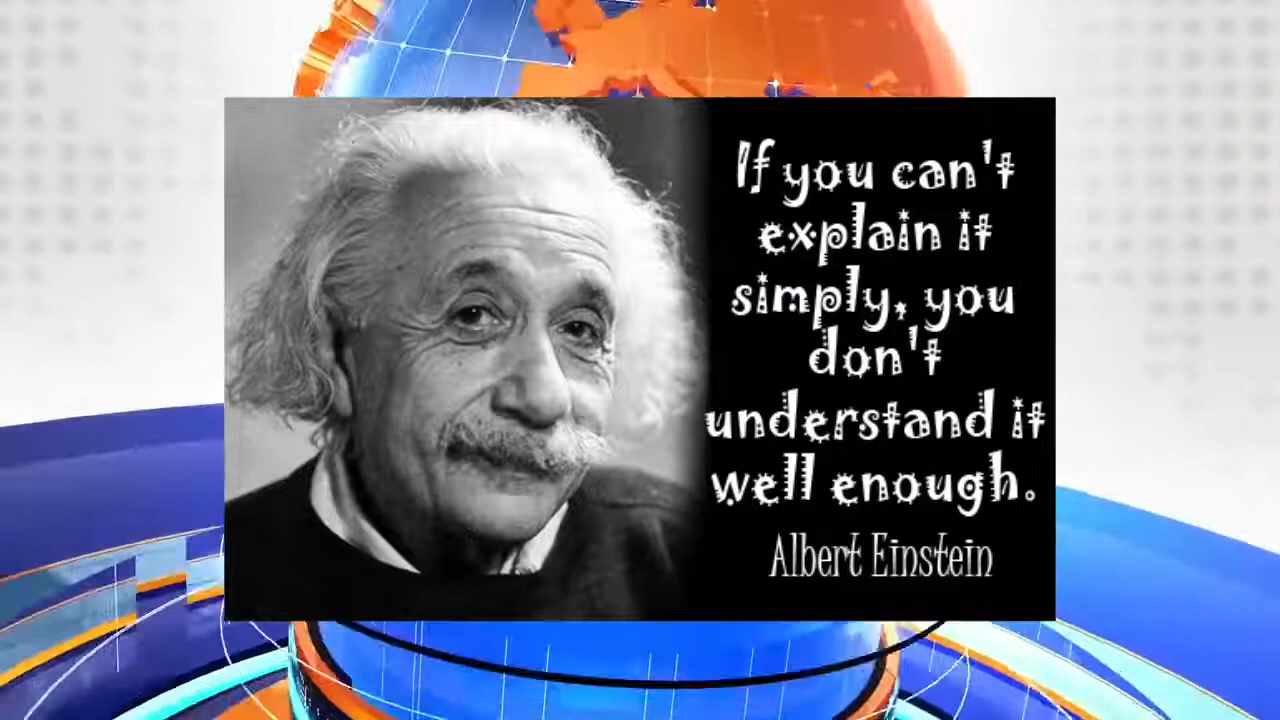 If you can't
explain it
simply, you
don't
understand it
well enough.
Albert Einstein